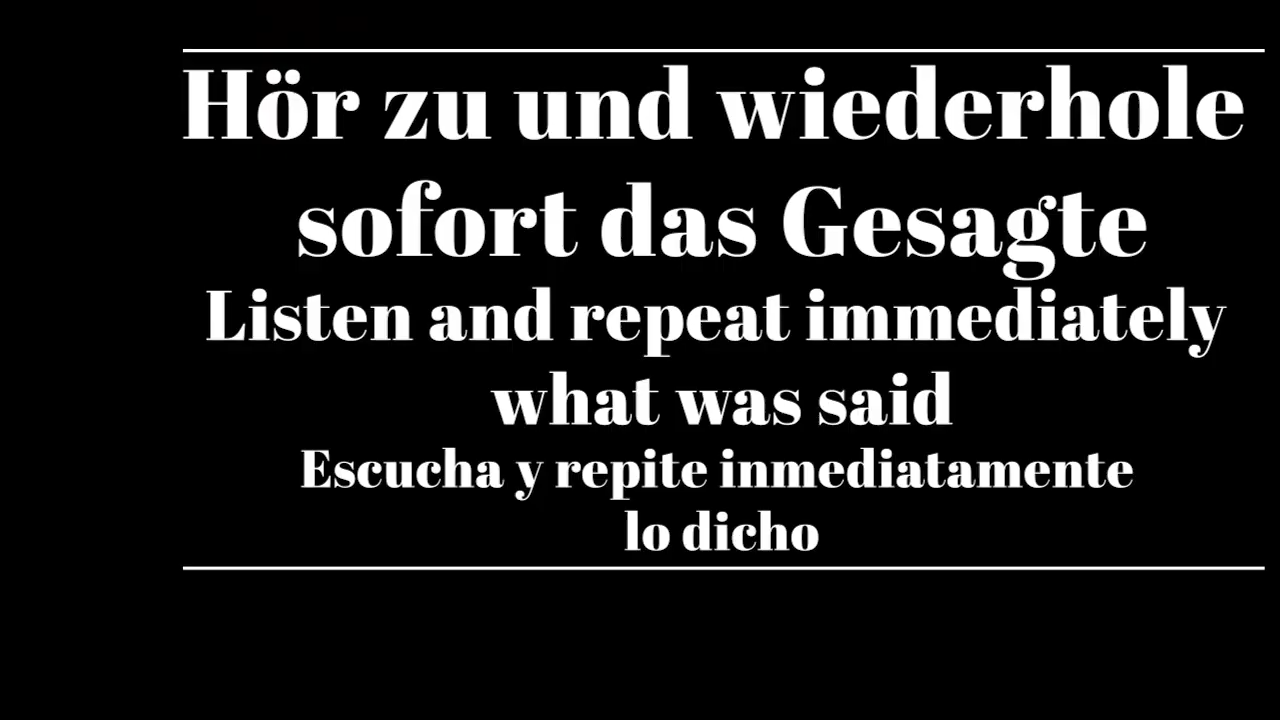 Hör zu und wiederhole
sofort das Gesagte
Listen and repeat immediately
what was said
Escucha y repite inmediatamente
lo dicho